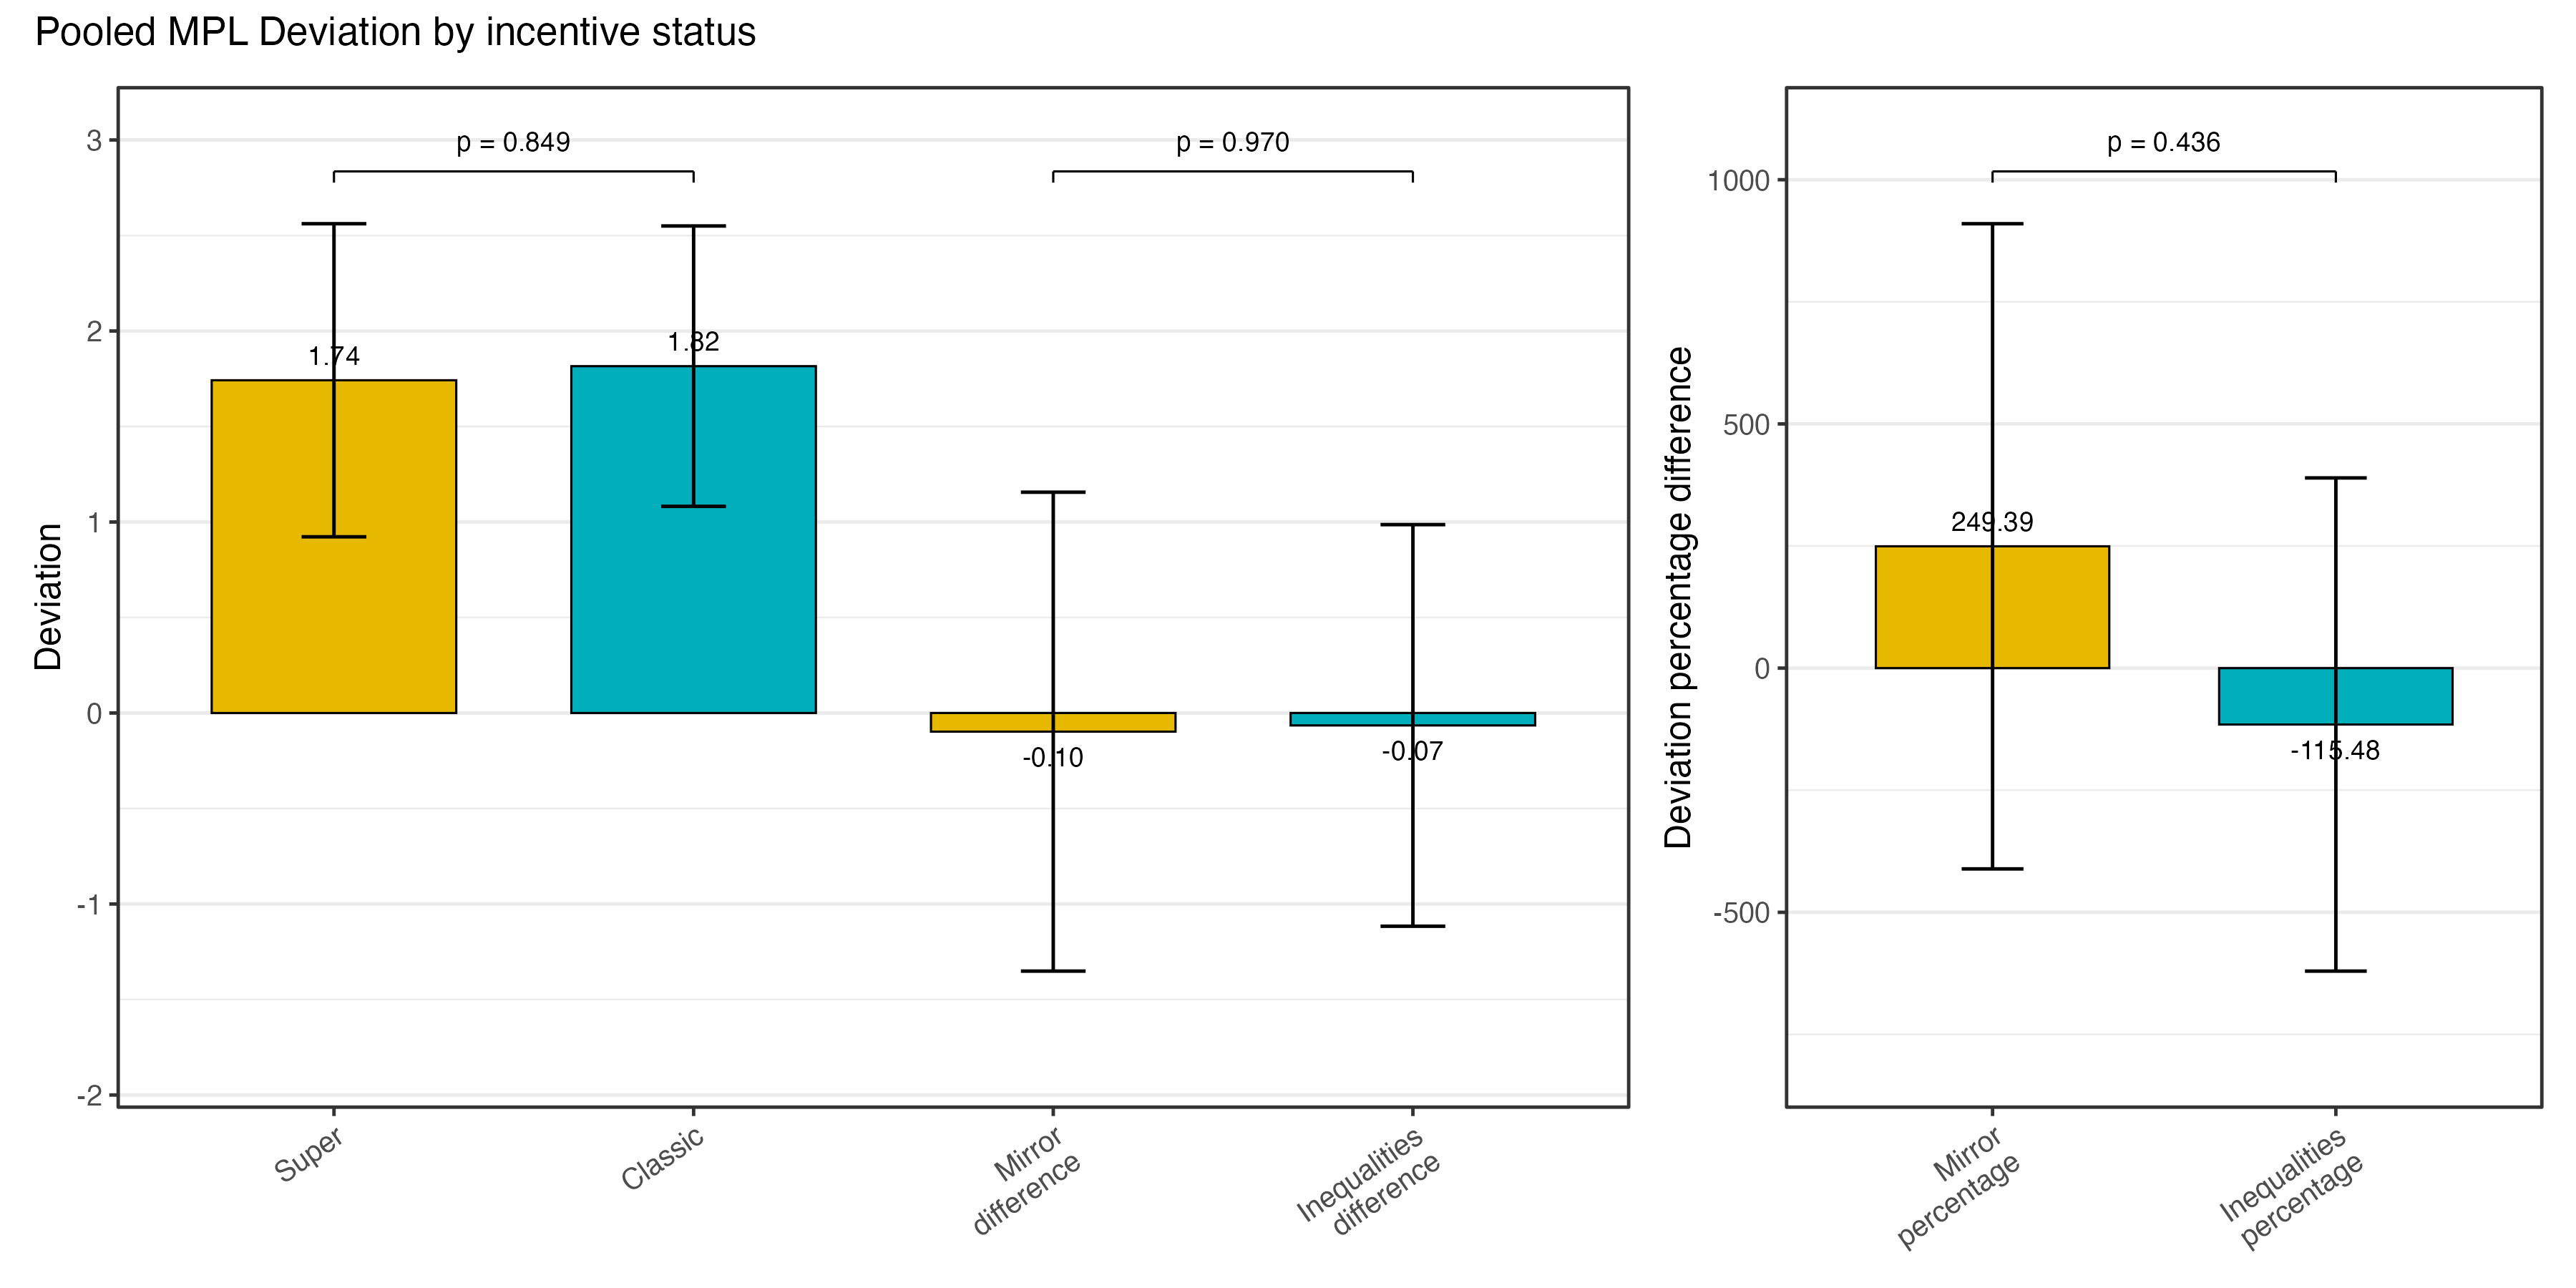 Pooled MPL Deviation by incentive status
Deviation
3
2
1
0
-1
-2
p = 0.849
p = 0.970
1.74
1.82
-0.10
-0.07
Super
Classic
Mirror
difference
Inequalities
difference
Deviation percentage difference
1000
500
0
-500
p = 0.436
249.39
-115.48
Mirror
percentage
Inequalities
percentage